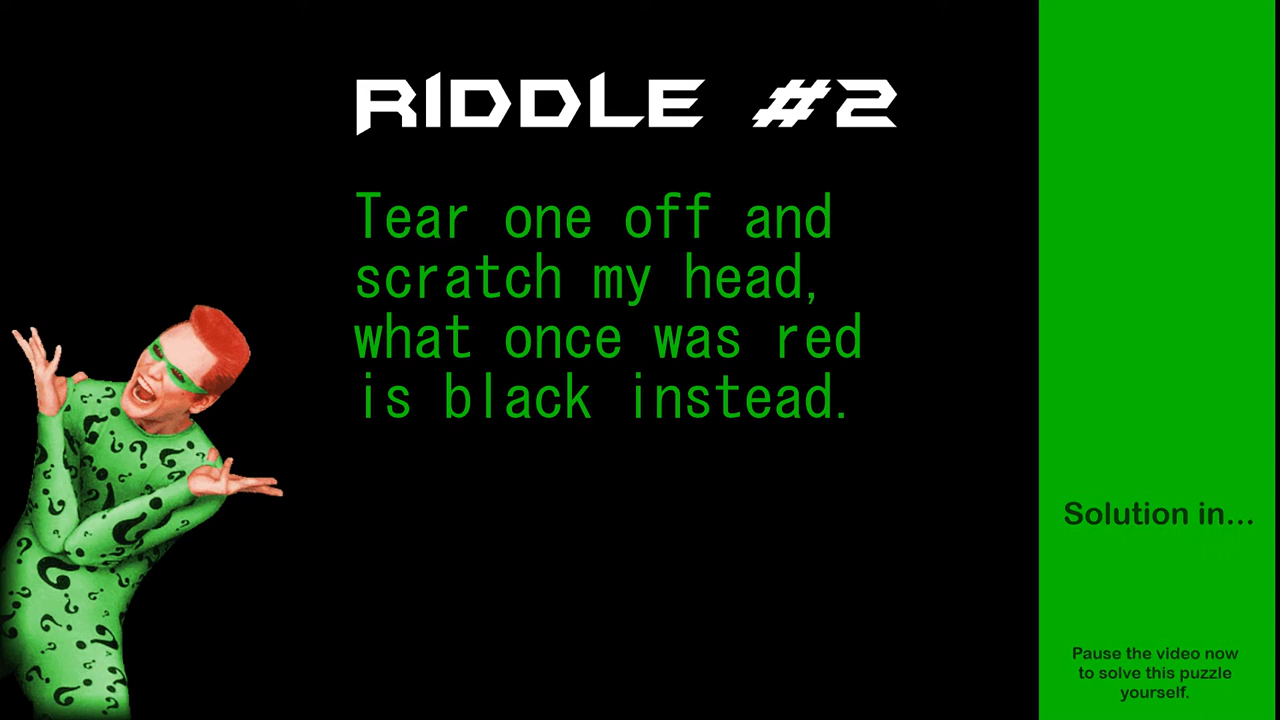 RIDDLE #2
Tear one off and
scratch my head,
what once was red
is black instead.
Solution in...
Pause the video now
to solve this puzzle
yourself.